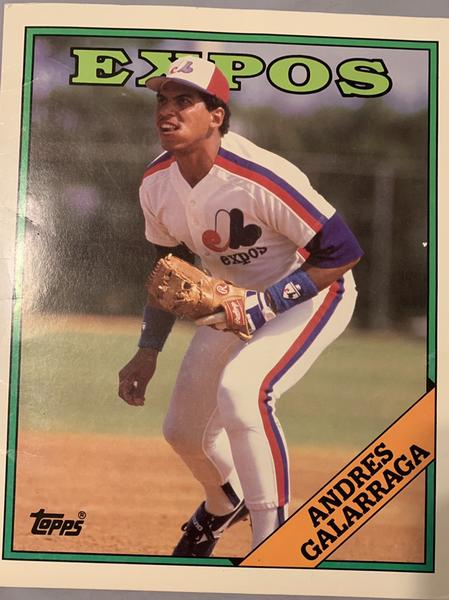 EXPOS
expos
Topps®
ANDRES
GALARRAGA